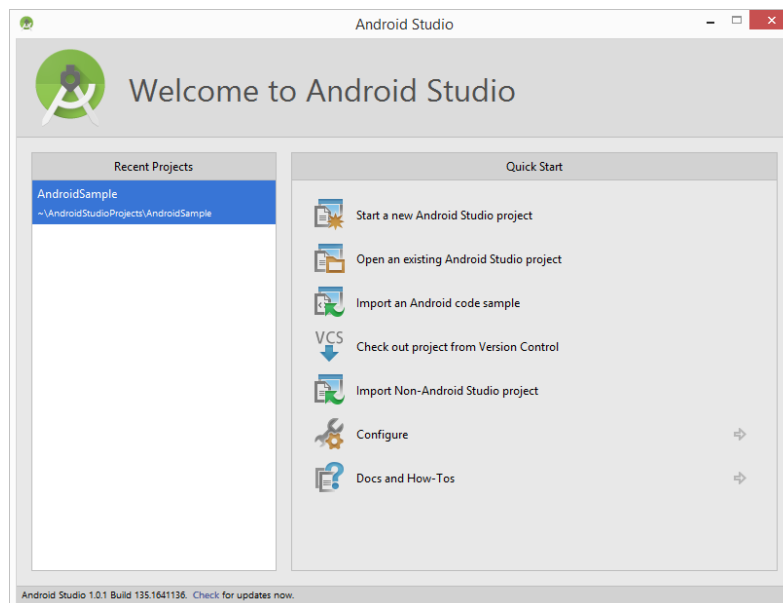 Android Studio
Welcome to Android Studio
Recent Projects
AndroidSample
~\AndroidStudioProjects\AndroidSample
Quick Start
Start a new Android Studio project
Open an existing Android Studio project
Import an Android code sample
VCS
Check out project from Version Control
Import Non-Android Studio project
Configure
Docs and How-Tos
Android Studio 1.0.1 Build 135.1641136. Check for updates now.